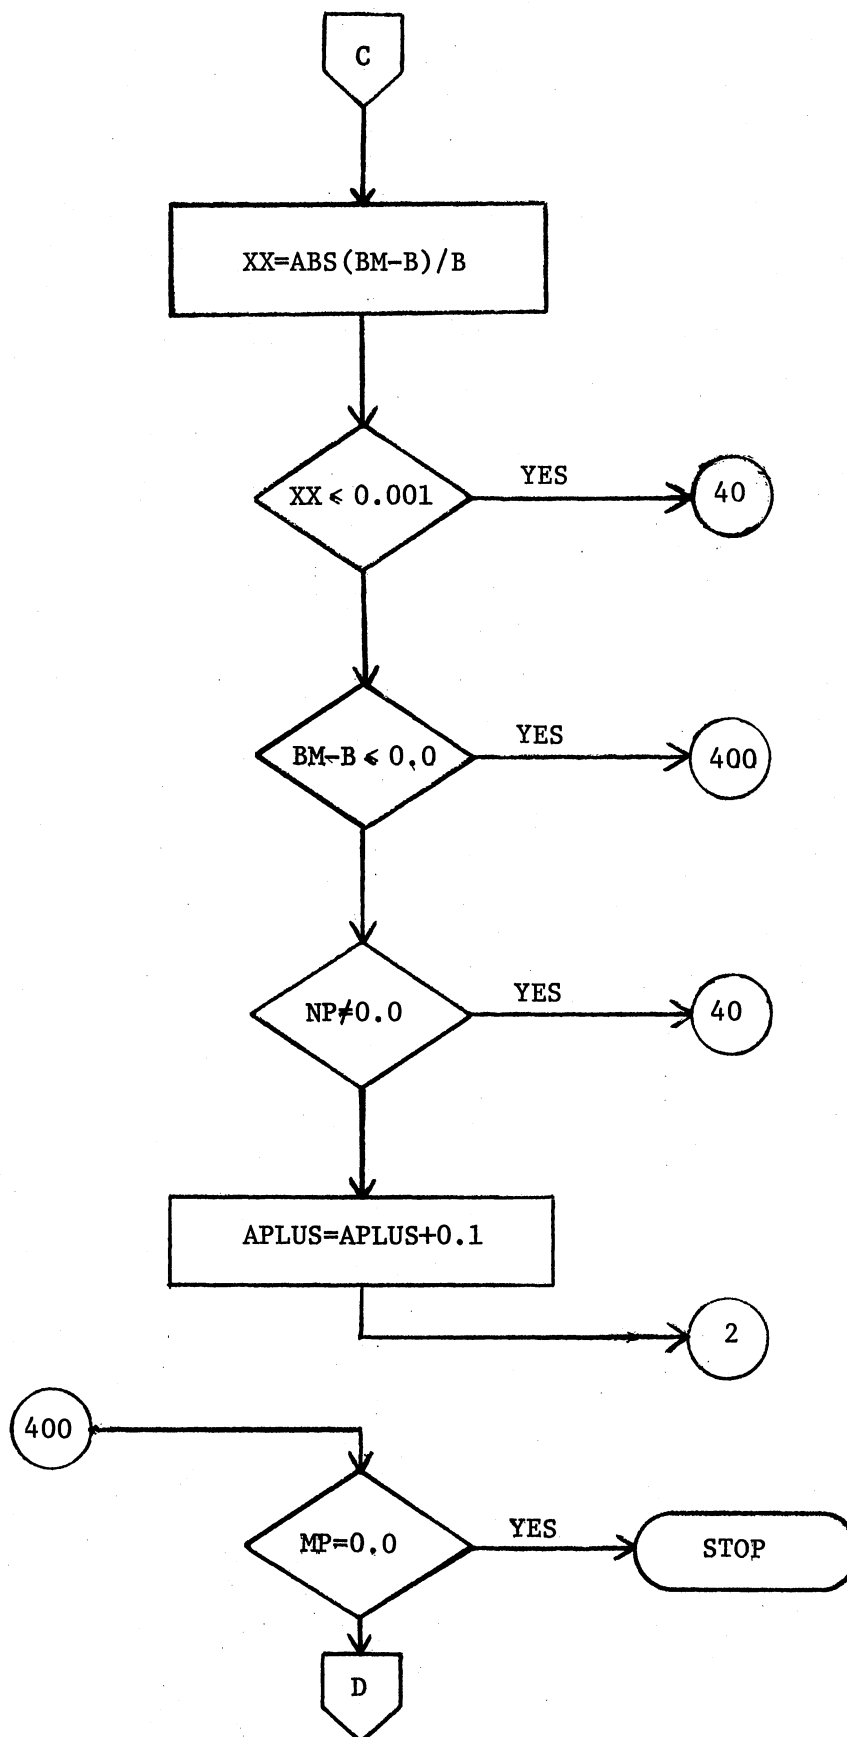 C
XX=ABS(BM-B)/B
XX < 0.001
YES
40
BM-B < 0.0
YES
400
NP≠0.0
YES
40
APLUS=APLUS+0.1
2
400
MP=0.0
YES
STOP
D